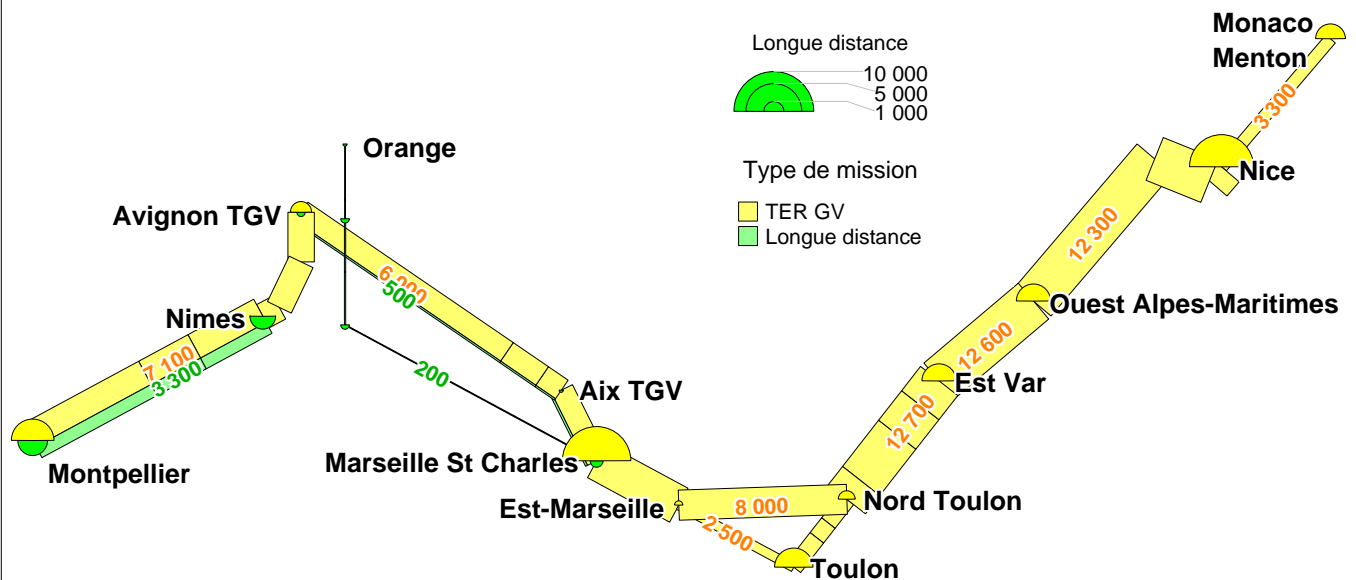 Monaco
Menton
Longue distance
10 000
5 000
1 000
3 300
Orange
Type de mission
Nice
Avignon TGV
TER GV
Longue distance
12 300
6 000
500
Ouest Alpes-Maritimes
Nimes
12 600
7 100
3 300
200
Aix TGV
Est Var
12 700
Montpellier
Marseille St Charles
Est-Marseille
8 000
Nord Toulon
2 500
Toulon